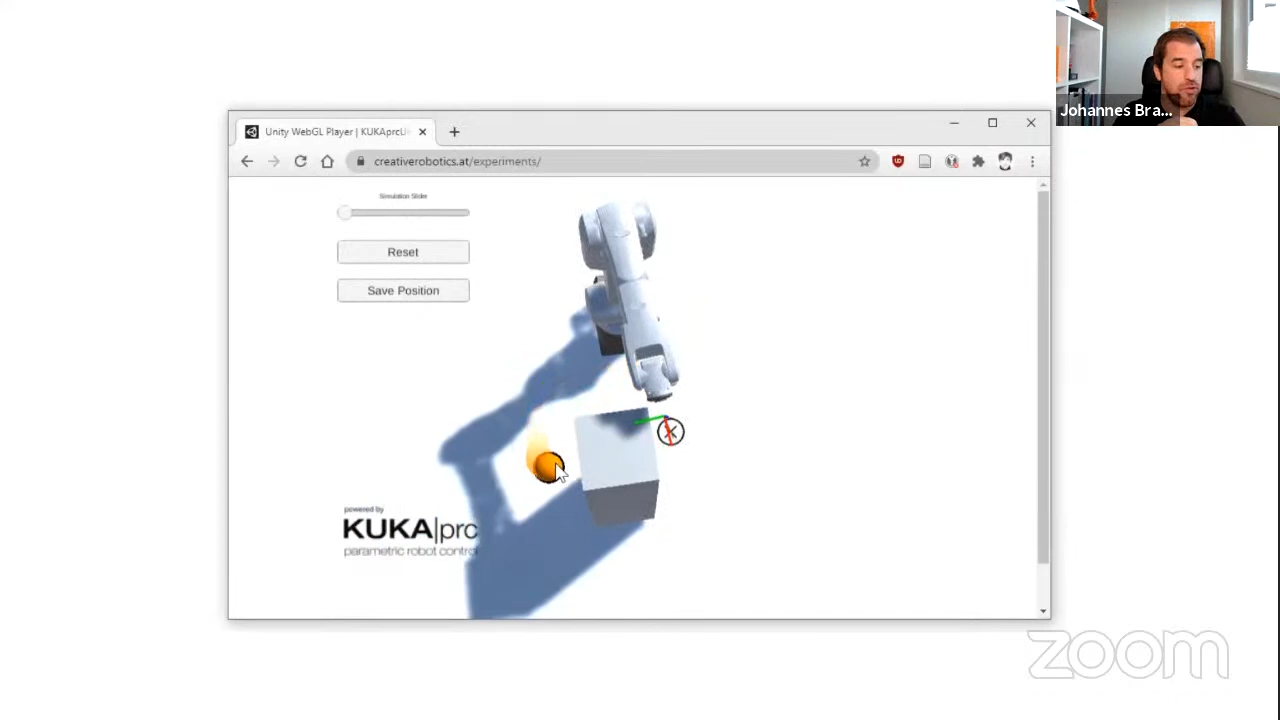 Johannes Bra...
Unity WebGL Player | KUKAprcU
creativerobotics.at/experiments/
Simulation Slider
Reset
Save Position
powered by
KUKA|prc
parametric robot control
zoom